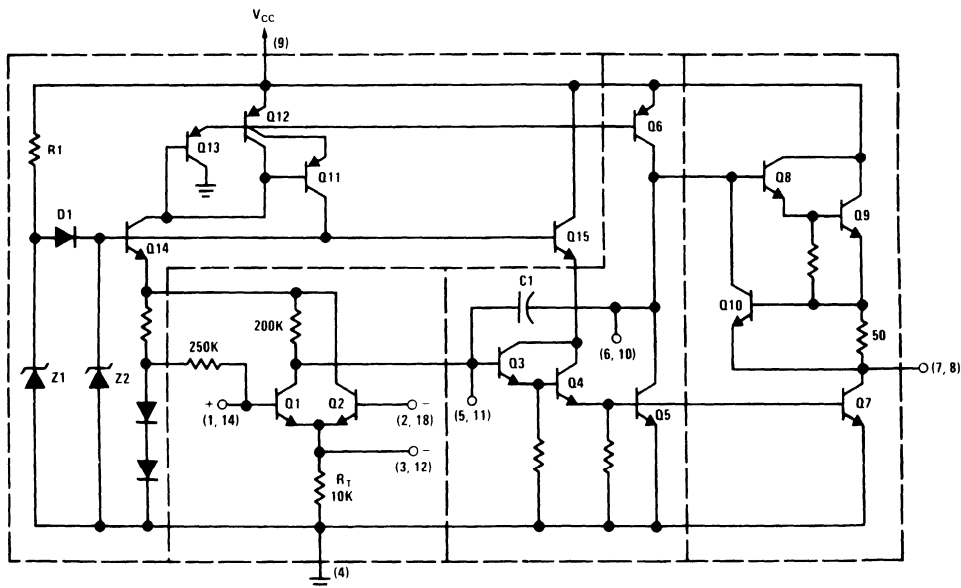 VCC
(9)
R1
Q12
Q13
Q11
Q6
Q8
Q9
D1
Q14
Q15
Q10
C1
(6, 10)
50
200K
250K
Z1
Z2
Q3
Q4
(7, 8)
+
(1, 14)
Q1
Q2
−
(2, 18)
(5, 11)
Q5
Q7
−
(3, 12)
RT
10K
(4)